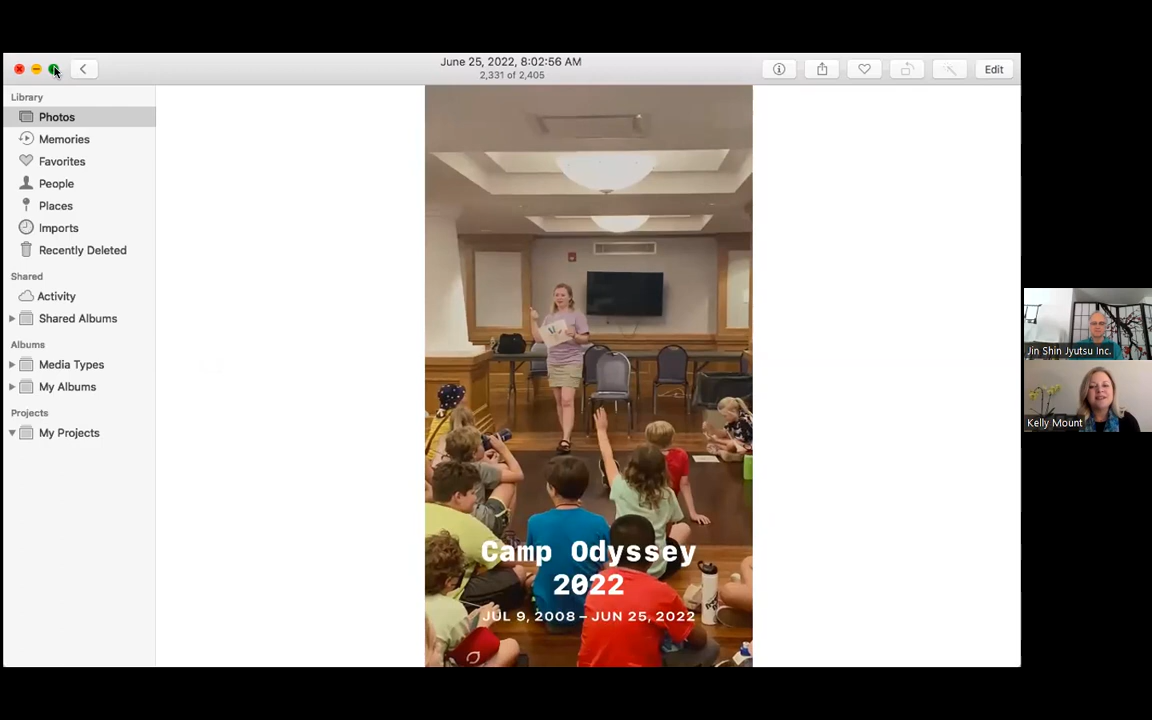 June 25, 2022, 8:02:56 AM
2,331 of 2,405
Edit
Library
Photos
Memories
Favorites
People
Places
Imports
Recently Deleted
Shared
Activity
Shared Albums
Albums
Media Types
My Albums
Projects
My Projects
Camp Odyssey
2022
JUL 9, 2008 – JUN 25, 2022
Jin Shin Jyutsu Inc.
Kelly Mount